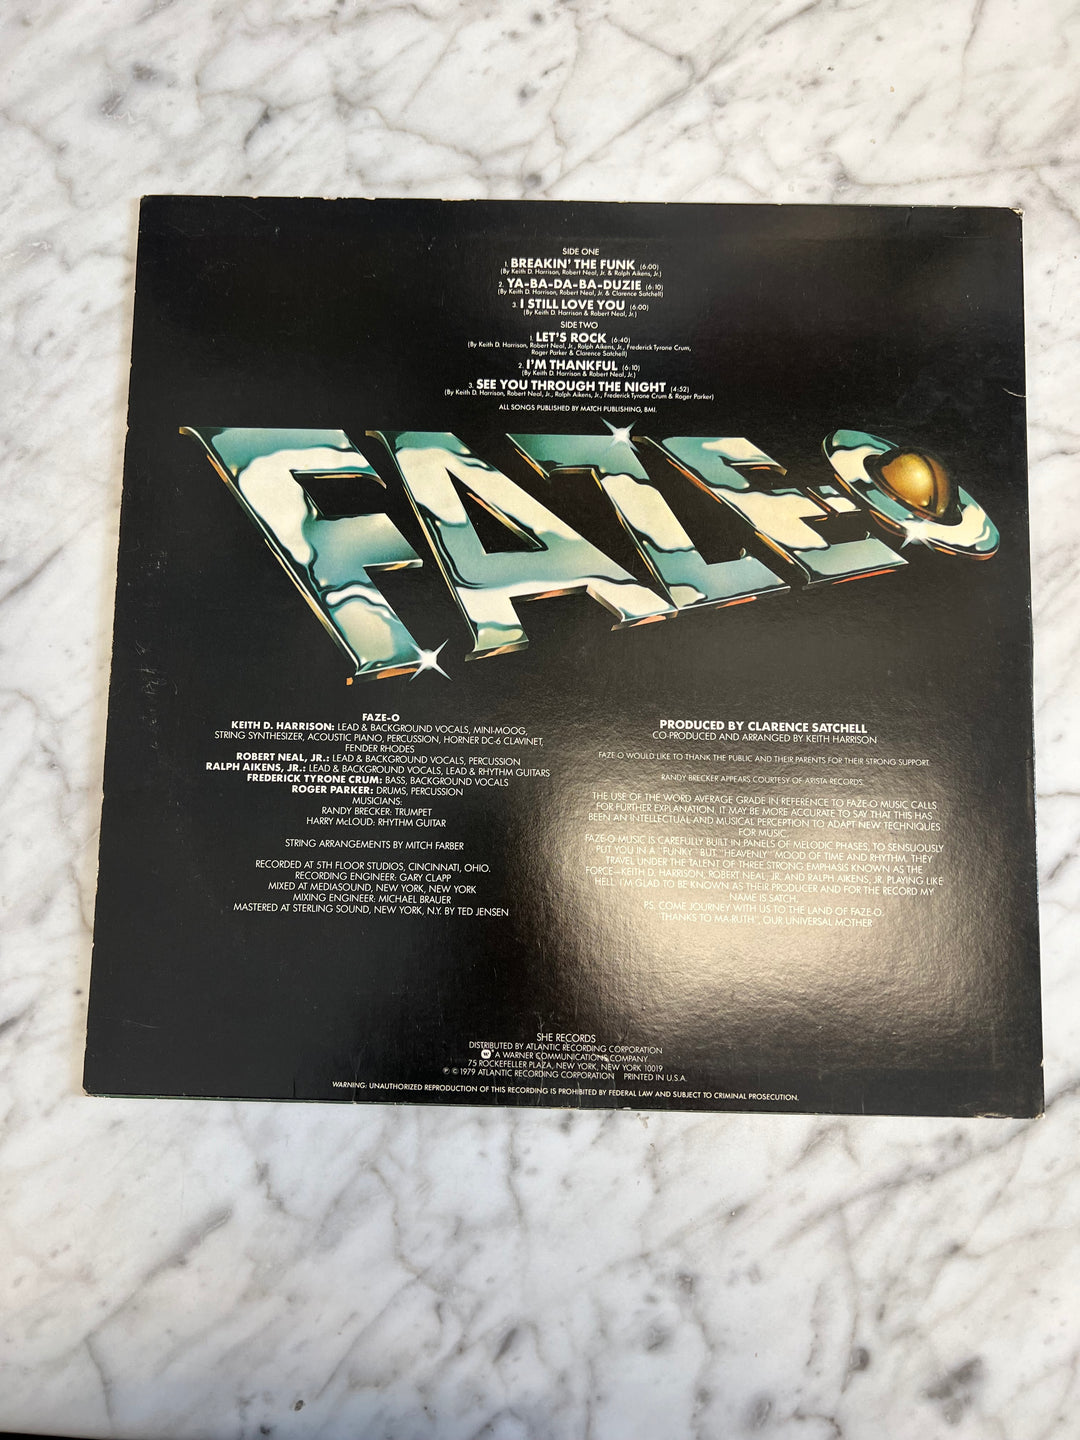 SIDE ONE
1. BREAKIN' THE FUNK (6:00)
(By Keith D. Harrison, Robert Neal, Jr. & Ralph Aikens, Jr.)
2. YA-BA-DA-BA-DUZIE (6:10)
(By Keith D. Harrison, Robert Neal, Jr. & Clarence Satchell)
3. I STILL LOVE YOU (6:00)
(By Keith D. Harrison & Robert Neal, Jr.)
SIDE TWO
1. LET'S ROCK (6:40)
(By Keith D. Harrison, Robert Neal, Jr., Ralph Aikens, Jr., Frederick Tyrone Crum,
Roger Parker & Clarence Satchell)
2. I'M THANKFUL (6:10)
(By Keith D. Harrison & Robert Neal, Jr.)
3. SEE YOU THROUGH THE NIGHT (4:52)
(By Keith D. Harrison, Robert Neal, Jr., Ralph Aikens, Jr., Frederick Tyrone Crum & Roger Parker)
ALL SONGS PUBLISHED BY MATCH PUBLISHING, BMI.
FAZE-O
FAZE-O
KEITH D. HARRISON: LEAD & BACKGROUND VOCALS, MINI-MOOG,
STRING SYNTHESIZER, ACOUSTIC PIANO, PERCUSSION, HORNER DC-6 CLAVINET,
FENDER RHODES
ROBERT NEAL, JR.: LEAD & BACKGROUND VOCALS, PERCUSSION
RALPH AIKENS, JR.: LEAD & BACKGROUND VOCALS, LEAD & RHYTHM GUITARS
FREDERICK TYRONE CRUM: BASS, BACKGROUND VOCALS
ROGER PARKER: DRUMS, PERCUSSION
MUSICIANS:
RANDY BRECKER: TRUMPET
HARRY McLOUD: RHYTHM GUITAR
STRING ARRANGEMENTS BY MITCH FARBER
RECORDED AT 5TH FLOOR STUDIOS, CINCINNATI, OHIO.
RECORDING ENGINEER: GARY CLAPP
MIXED AT MEDIASOUND, NEW YORK, NEW YORK
MIXING ENGINEER: MICHAEL BRAUER
MASTERED AT STERLING SOUND, NEW YORK, N.Y. BY TED JENSEN
PRODUCED BY CLARENCE SATCHELL
CO-PRODUCED AND ARRANGED BY KEITH HARRISON
FAZE-O WOULD LIKE TO THANK THE PUBLIC AND THEIR PARENTS FOR THEIR STRONG SUPPORT.
RANDY BRECKER APPEARS COURTESY OF ARISTA RECORDS.
THE USE OF THE WORD AVERAGE GRADE IN REFERENCE TO FAZE-O MUSIC CALLS
FOR FURTHER EXPLANATION. IT MAY BE MORE ACCURATE TO SAY THAT THIS HAS
BEEN AN INTELLECTUAL AND MUSICAL PERCEPTION TO ADAPT NEW TECHNIQUES
FOR MUSIC.
FAZE-O MUSIC IS CAREFULLY BUILT IN PANELS OF MELODIC PHASES, TO SENSUOUSLY
PUT YOU IN A "FUNKY" BUT "HEAVENLY" MOOD OF TIME AND RHYTHM. THEY
TRAVEL UNDER THE TALENT OF THREE STRONG EMPHASIS KNOWN AS THE
FORCE—KEITH D. HARRISON, ROBERT NEAL, JR. AND RALPH AIKENS, JR. PLAYING LIKE
HELL. I'M GLAD TO BE KNOWN AS THEIR PRODUCER AND FOR THE RECORD MY
NAME IS SATCH.
P.S. COME JOURNEY WITH US TO THE LAND OF FAZE-O.
"THANKS TO MA-RUTH", OUR UNIVERSAL MOTHER
SHE RECORDS
DISTRIBUTED BY ATLANTIC RECORDING CORPORATION
A WARNER COMMUNICATIONS COMPANY
75 ROCKEFELLER PLAZA, NEW YORK, NEW YORK 10019
℗ © 1979 ATLANTIC RECORDING CORPORATION PRINTED IN U.S.A.
WARNING: UNAUTHORIZED REPRODUCTION OF THIS RECORDING IS PROHIBITED BY FEDERAL LAW AND SUBJECT TO CRIMINAL PROSECUTION.